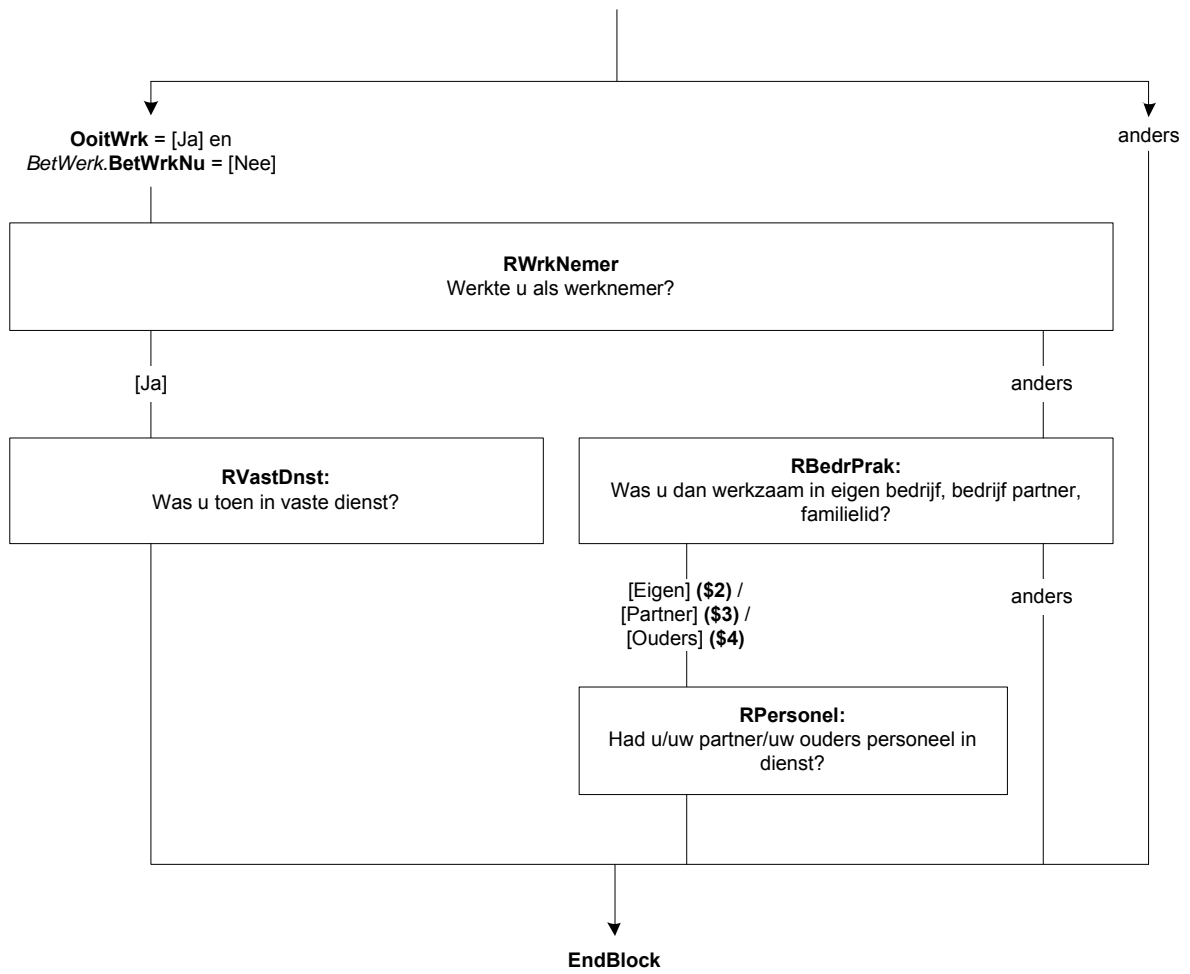 OoitWrk = [Ja] en
BetWerk.BetWrkNu = [Nee]
anders
RWrkNemer
Werkte u als werknemer?
[Ja]
anders
RVastDnst:
Was u toen in vaste dienst?
RBedrPrak:
Was u dan werkzaam in eigen bedrijf, bedrijf partner,
familielid?
[Eigen] ($2) /
[Partner] ($3) /
[Ouders] ($4)
anders
RPersonel:
Had u/uw partner/uw ouders personeel in
dienst?
EndBlock